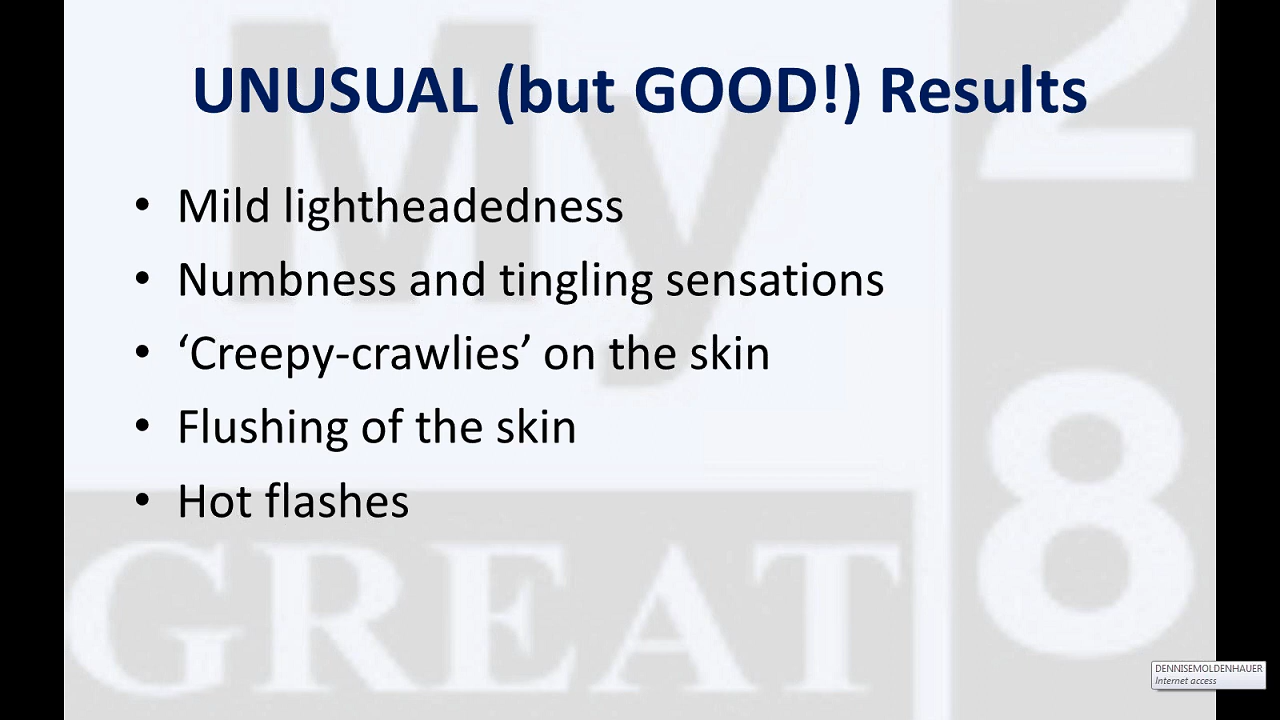 UNUSUAL (but GOOD!) Results
• Mild lightheadedness
• Numbness and tingling sensations
• ‘Creepy-crawlies’ on the skin
• Flushing of the skin
• Hot flashes
My
2
8
GREAT
DENNISEMOLDENHAUER
Internet access